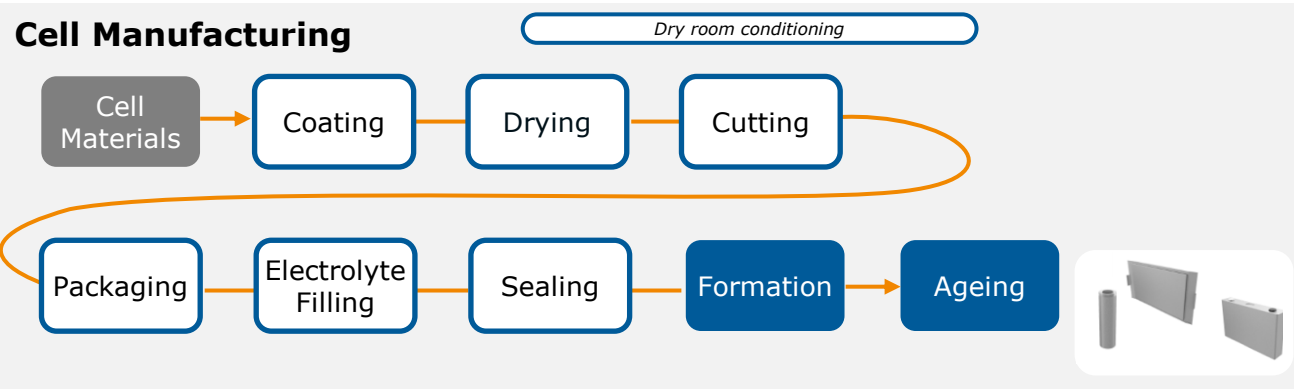 Cell Manufacturing
Dry room conditioning
Cell
Materials
Coating
Drying
Cutting
Packaging
Electrolyte
Filling
Sealing
Formation
Ageing